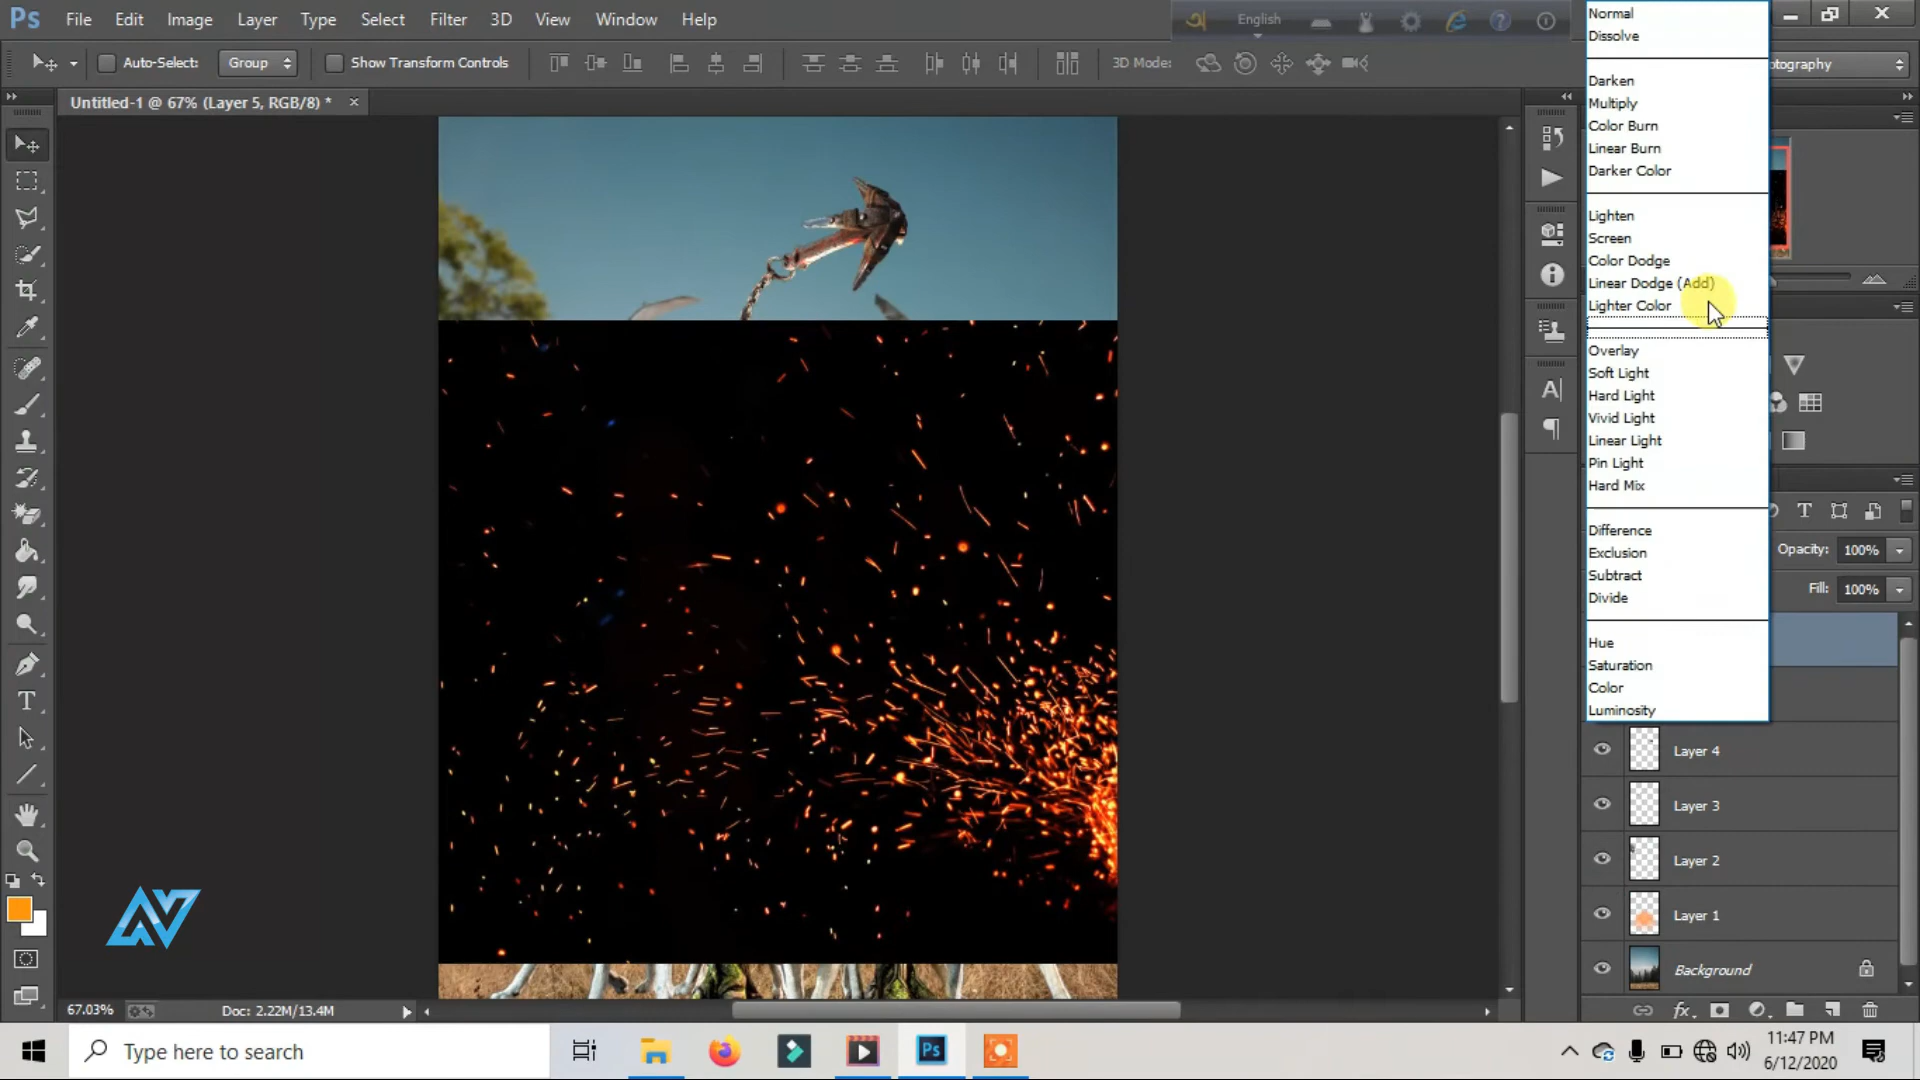 Ps File Edit Image Layer Type Select Filter 3D View Window Help
English
Auto-Select: Group Show Transform Controls 3D Mode:
Untitled-1 @ 67% (Layer 5, RGB/8) * ×
Normal
Dissolve
Darken
Multiply
Color Burn
Linear Burn
Darker Color
Lighten
Screen
Color Dodge
Linear Dodge (Add)
Lighter Color
Overlay
Soft Light
Hard Light
Vivid Light
Linear Light
Pin Light
Hard Mix
Difference
Exclusion
Subtract
Divide
Hue
Saturation
Color
Luminosity
Opacity: 100%
Fill: 100%
Layer 4
Layer 3
Layer 2
Layer 1
Background
67.03% Doc: 2.22M/13.4M
Type here to search
Ps
11:47 PM
6/12/2020